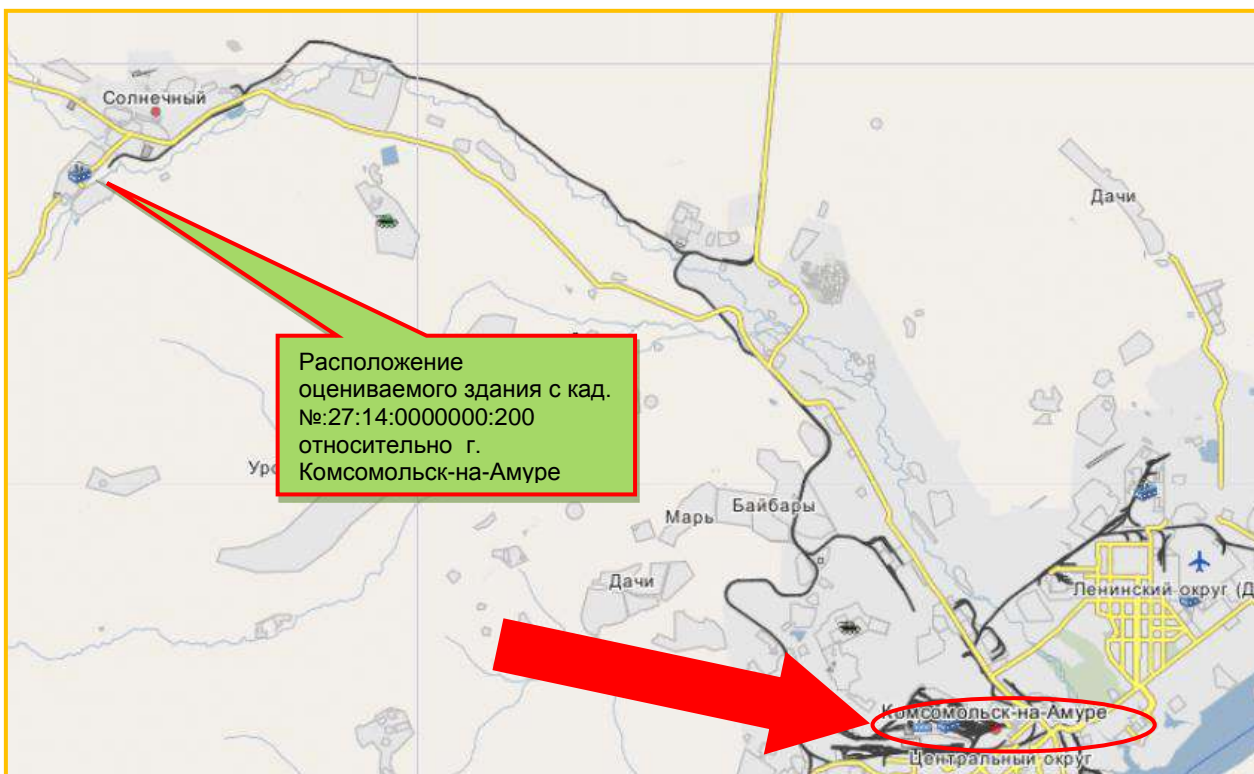 Солнечный
Дачи
Расположение
оцениваемого здания с кад.
№:27:14:0000000:200
относительно г.
Комсомольск-на-Амуре
Байбары
Марь
Дачи
Ленинский округ (Д
Комсомольск-на-Амуре
Центральный округ